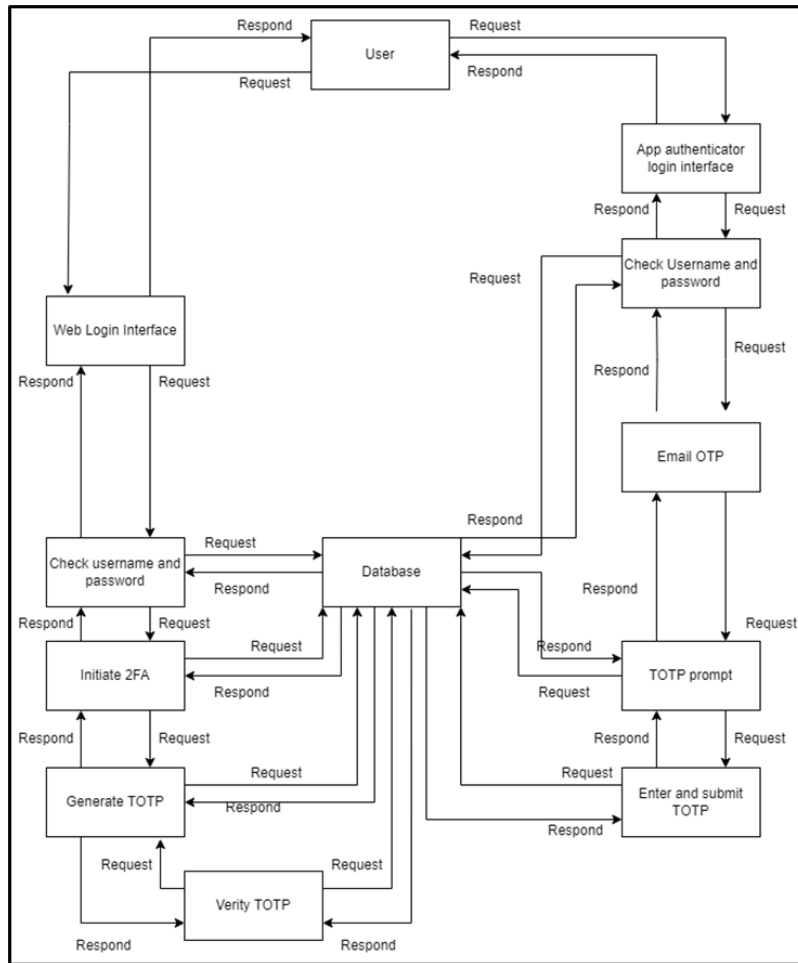 Respond
Request
User
Request
Respond
App authenticator
login interface
Respond
Request
Request
Check Username and
password
Web Login Interface
Respond
Request
Respond
Request
Email OTP
Respond
Request
Check username and
password
Respond
Database
Respond
Request
Respond
Request
Initiate 2FA
Request
Respond
Respond
Request
TOTP prompt
Respond
Request
Respond
Request
Generate TOTP
Request
Respond
Request
Enter and submit
TOTP
Respond
Request
Request
Verity TOTP
Respond
Respond